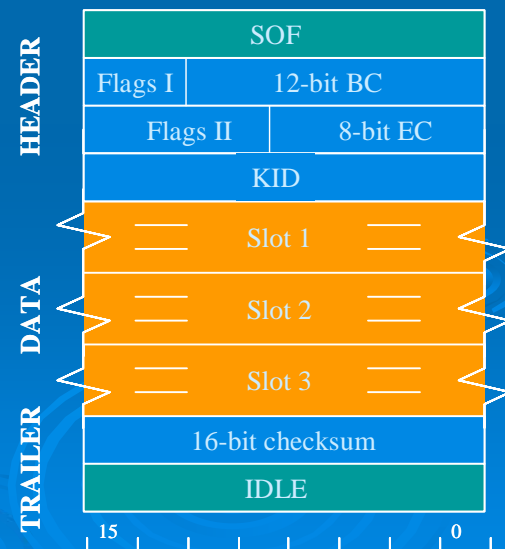 HEADER
SOF
Flags I 12-bit BC
Flags II 8-bit EC
KID
DATA
Slot 1
Slot 2
Slot 3
TRAILER
16-bit checksum
IDLE
15 0